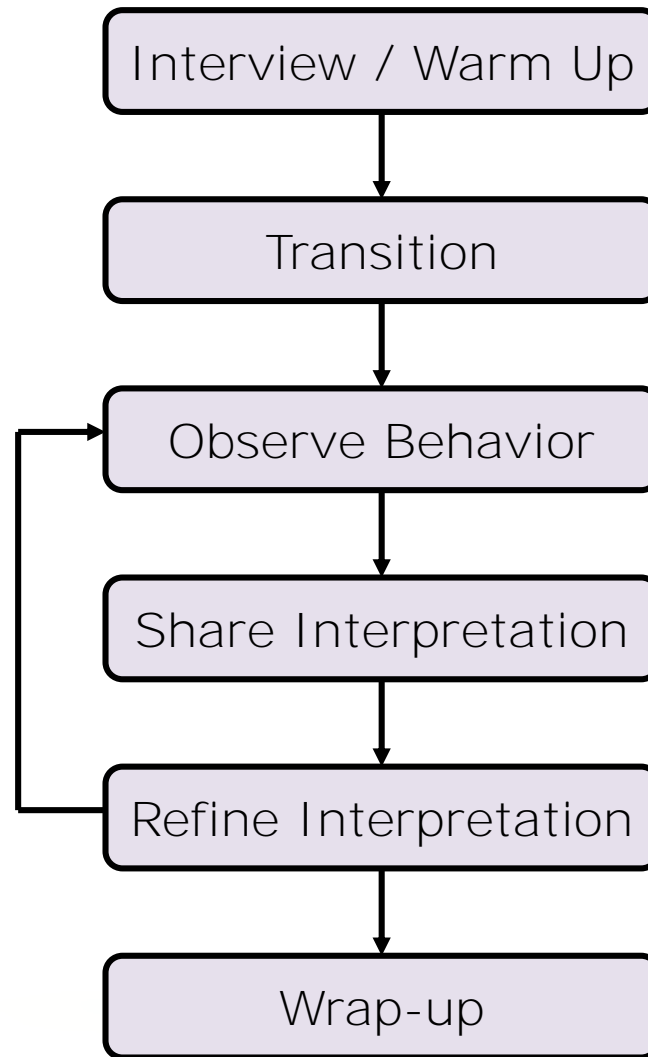 Interview / Warm Up
Transition
Observe Behavior
Share Interpretation
Refine Interpretation
Wrap-up